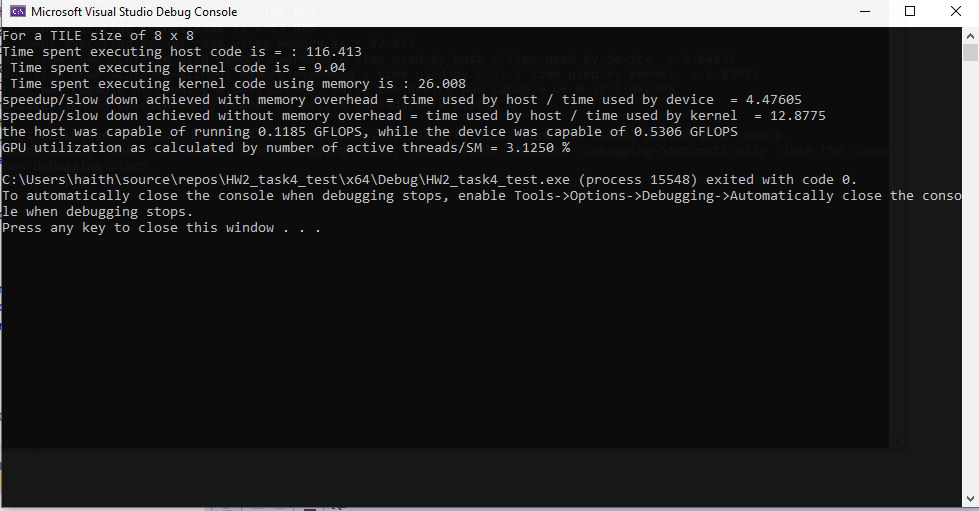 Microsoft Visual Studio Debug Console
For a TILE size of 8 x 8
Time spent executing host code is = : 116.413
 Time spent executing kernel code is = 9.04
 Time spent executing kernel code using memory is : 26.008
speedup/slow down achieved with memory overhead = time used by host / time used by device  = 4.47605
speedup/slow down achieved without memory overhead = time used by host / time used by kernel  = 12.8775
the host was capable of running 0.1185 GFLOPS, while the device was capable of 0.5306 GFLOPS
GPU utilization as calculated by number of active threads/SM = 3.1250 %
C:\Users\haith\source\repos\HW2_task4_test\x64\Debug\HW2_task4_test.exe (process 15548) exited with code 0.
To automatically close the console when debugging stops, enable Tools->Options->Debugging->Automatically close the conso
le when debugging stops.
Press any key to close this window . . .